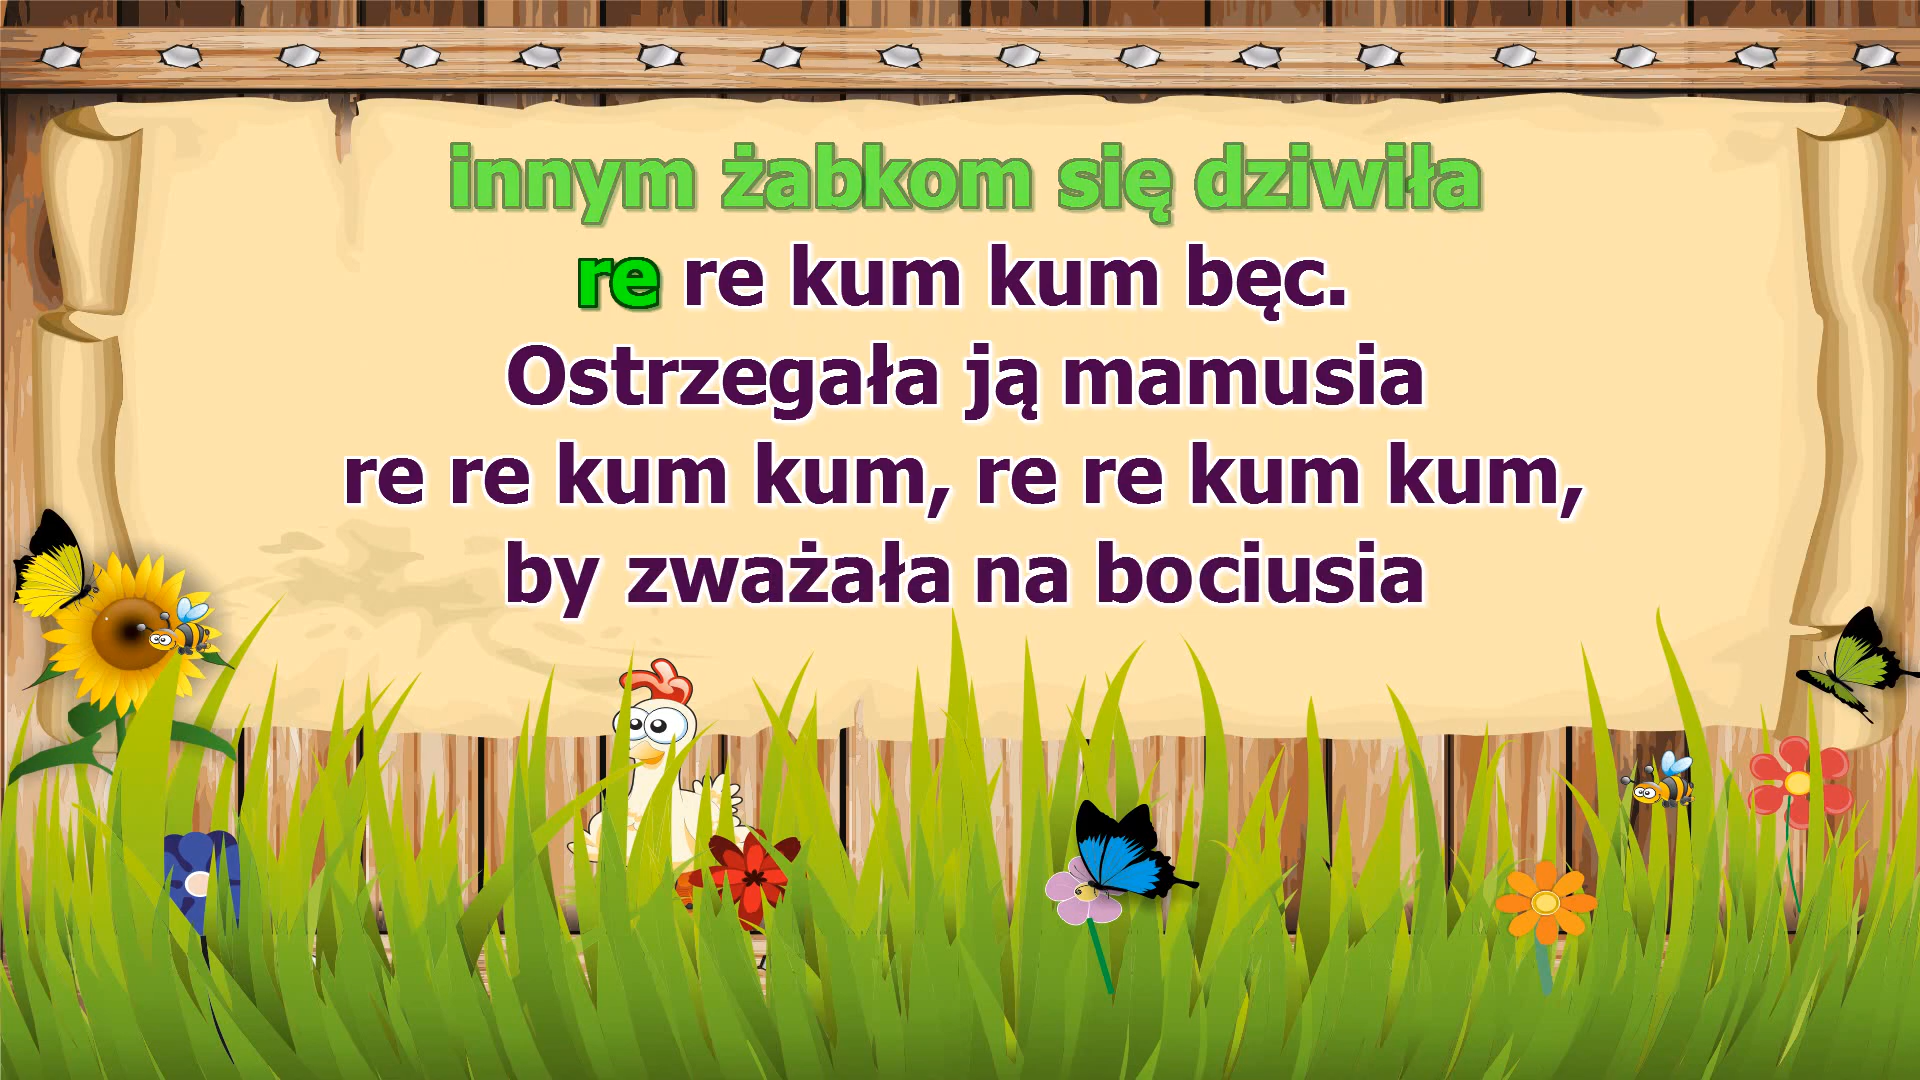 innym żabkom się dziwiła
re re kum kum bęc.
Ostrzegała ją mamusia
re re kum kum, re re kum kum,
by zważała na bociusia